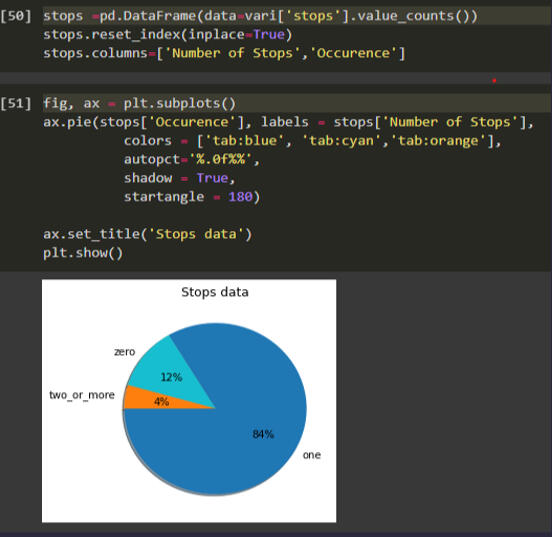 [50] stops =pd.DataFrame(data=vari['stops'].value_counts())
stops.reset_index(inplace=True)
stops.columns=['Number of Stops','Occurence']
[51] fig, ax = plt.subplots()
ax.pie(stops['Occurence'], labels = stops['Number of Stops'],
colors = ['tab:blue', 'tab:cyan','tab:orange'],
autopct='%.0f%%',
shadow = True,
startangle = 180)
ax.set_title('Stops data')
plt.show()
Stops data
zero
12%
two_or_more
4%
84%
one